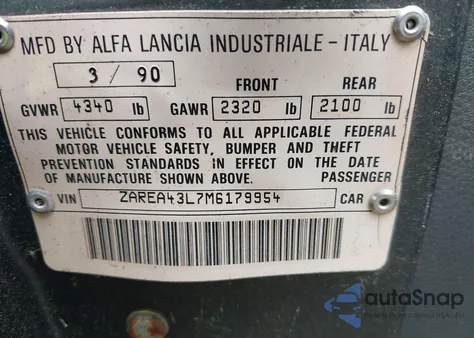 MFD BY ALFA LANCIA INDUSTRIALE - ITALY
3 / 90 FRONT REAR
GVWR 4340 lb GAWR 2320 lb 2100 lb
THIS VEHICLE CONFORMS TO ALL APPLICABLE FEDERAL
MOTOR VEHICLE SAFETY, BUMPER AND THEFT
PREVENTION STANDARDS IN EFFECT ON THE DATE
OF MANUFACTURE SHOWN ABOVE. PASSENGER
VIN ZAREA43L7M6179954 CAR
autoSnap
POWERED BY